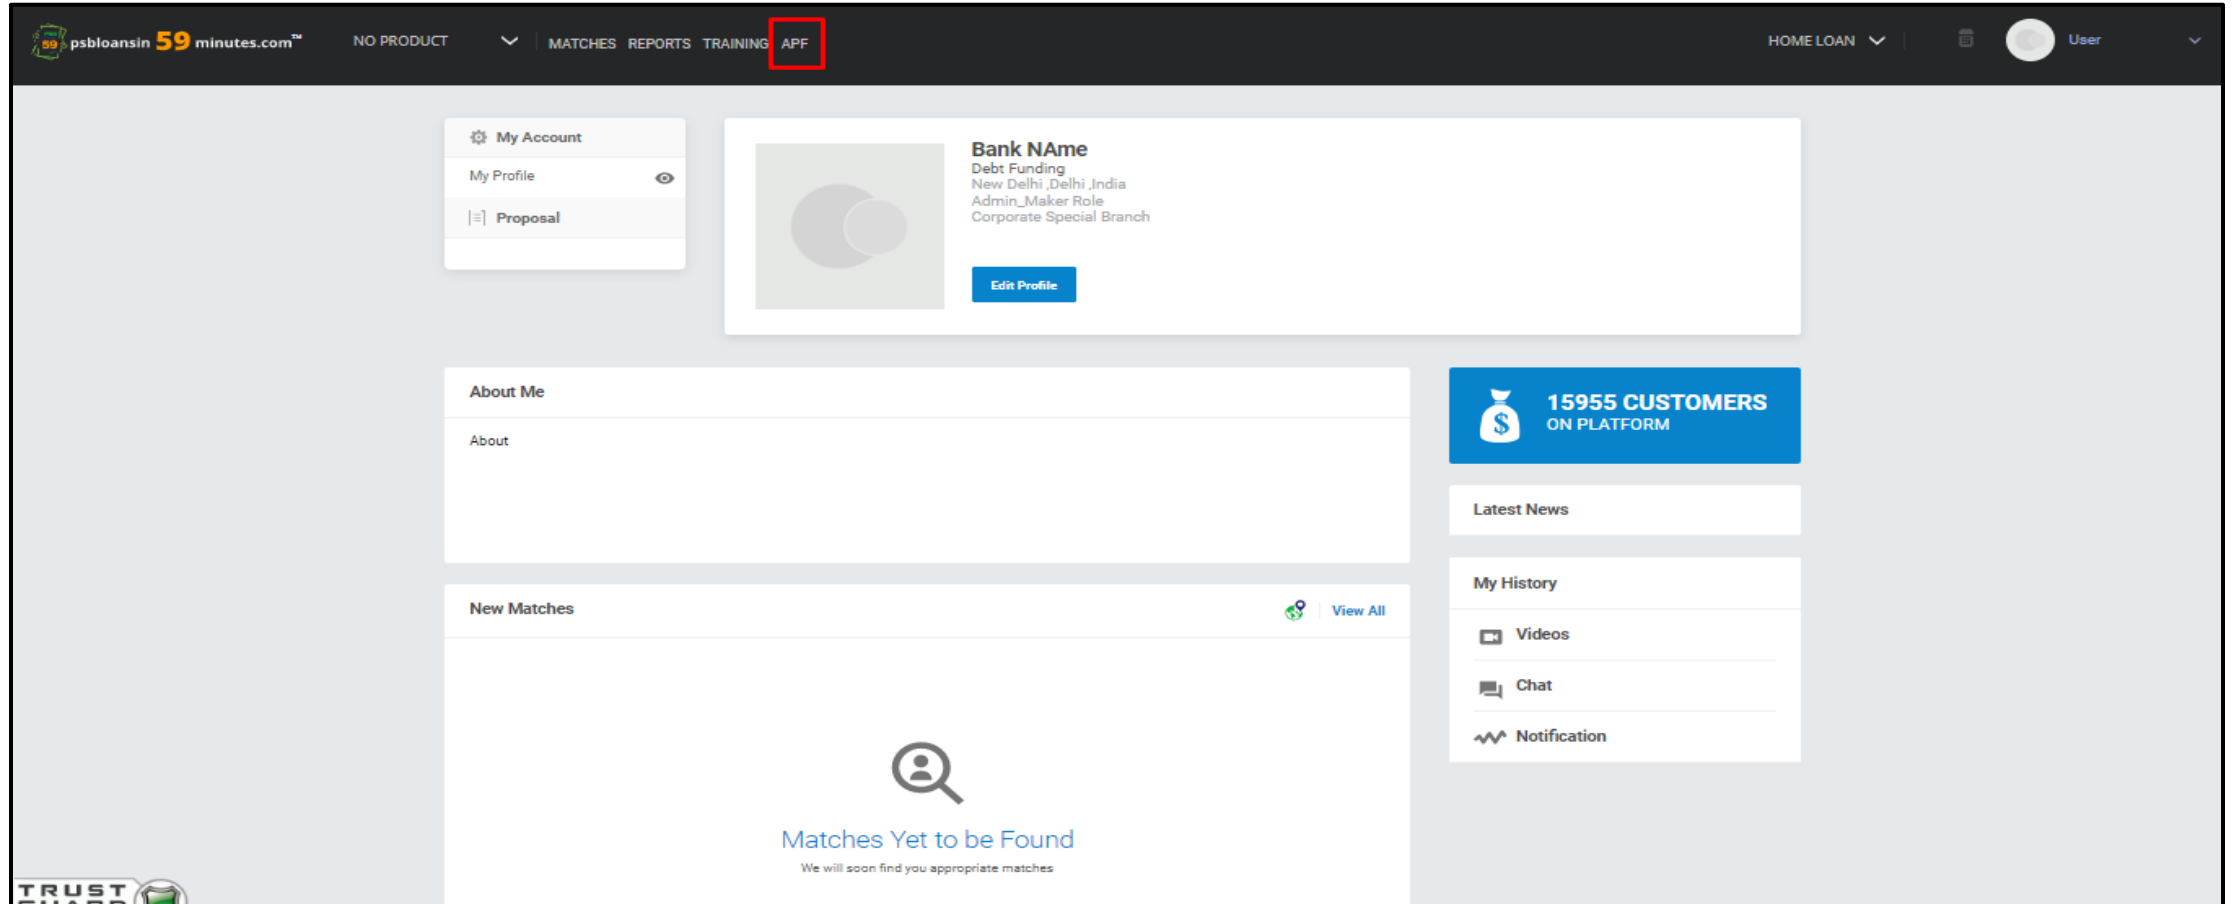 psbloansin 59 minutes.com™
NO PRODUCT
MATCHES REPORTS TRAINING APF
HOME LOAN
User
My Account
My Profile
Proposal
Bank NAme
Debt Funding
New Delhi ,Delhi ,India
Admin_Maker Role
Corporate Special Branch
Edit Profile
About Me
About
15955 CUSTOMERS
ON PLATFORM
Latest News
My History
Videos
Chat
Notification
New Matches
View All
Matches Yet to be Found
We will soon find you appropriate matches
TRUST
GUARD